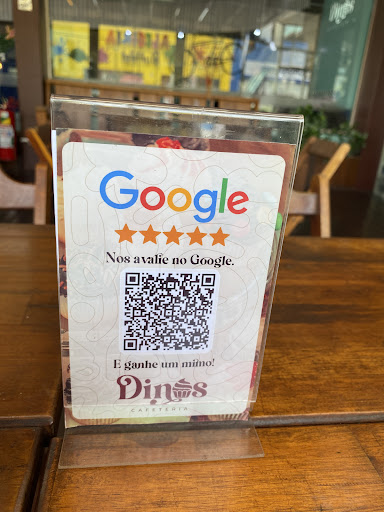 Google
Nos avalie no Google.
E ganhe um mimo!
Dinos
CAFETERIA